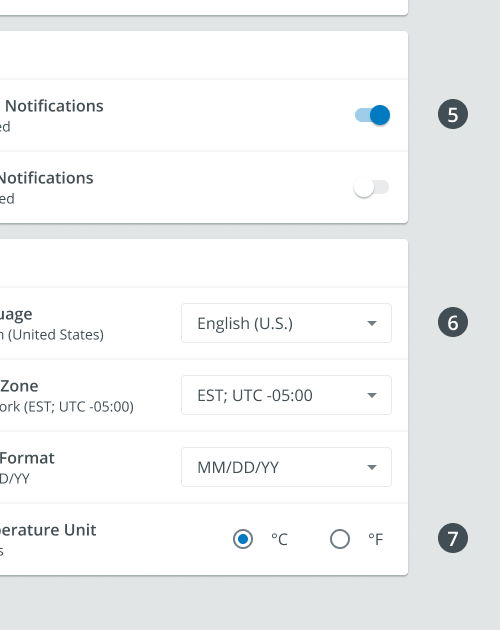 Notifications
5
ed
Notifications
ed
uage
English (U.S.)
6
(United States)
Zone
EST; UTC -05:00
ork (EST; UTC -05:00)
Format
MM/DD/YY
D/YY
perature Unit
°C
°F
7
s